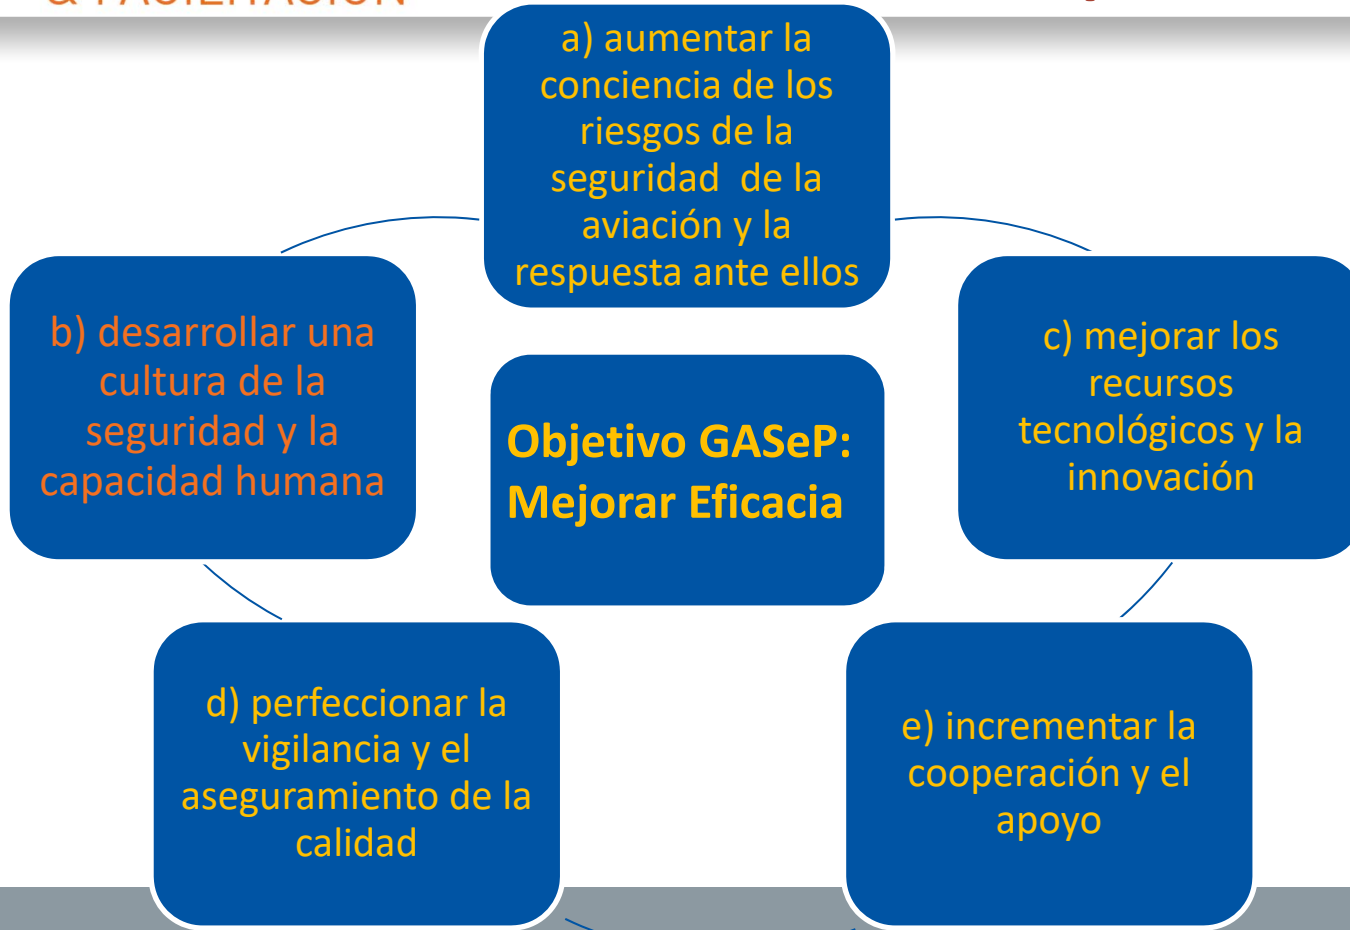 & FACILITACIÓN
a) aumentar la
conciencia de los
riesgos de la
seguridad de la
aviación y la
respuesta ante ellos
b) desarrollar una
cultura de la
seguridad y la
capacidad humana
Objetivo GASeP:
Mejorar Eficacia
c) mejorar los
recursos
tecnológicos y la
innovación
d) perfeccionar la
vigilancia y el
aseguramiento de la
calidad
e) incrementar la
cooperación y el
apoyo